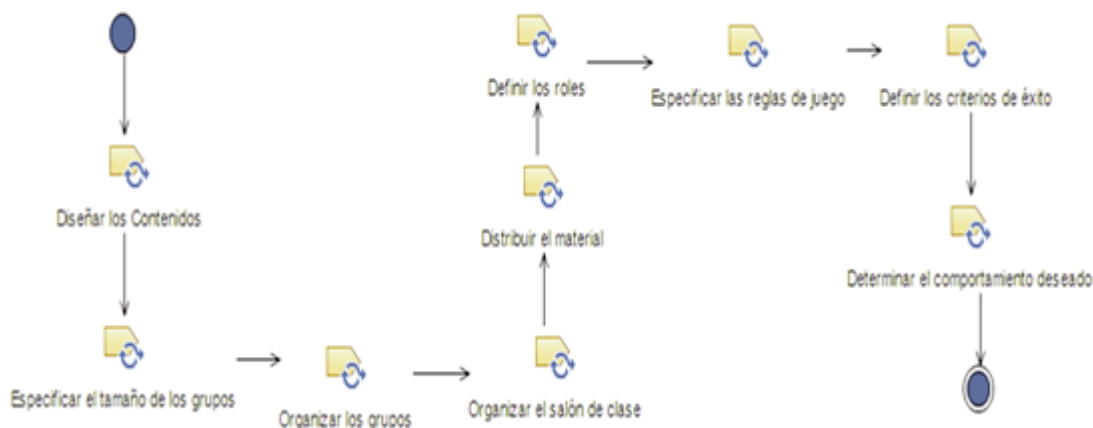 Diseñar los Contenidos
Especificar el tamaño de los grupos
Organizar los grupos
Organizar el salón de clase
Distribuir el material
Definir los roles
Especificar las reglas de juego
Definir los criterios de éxito
Determinar el comportamiento deseado